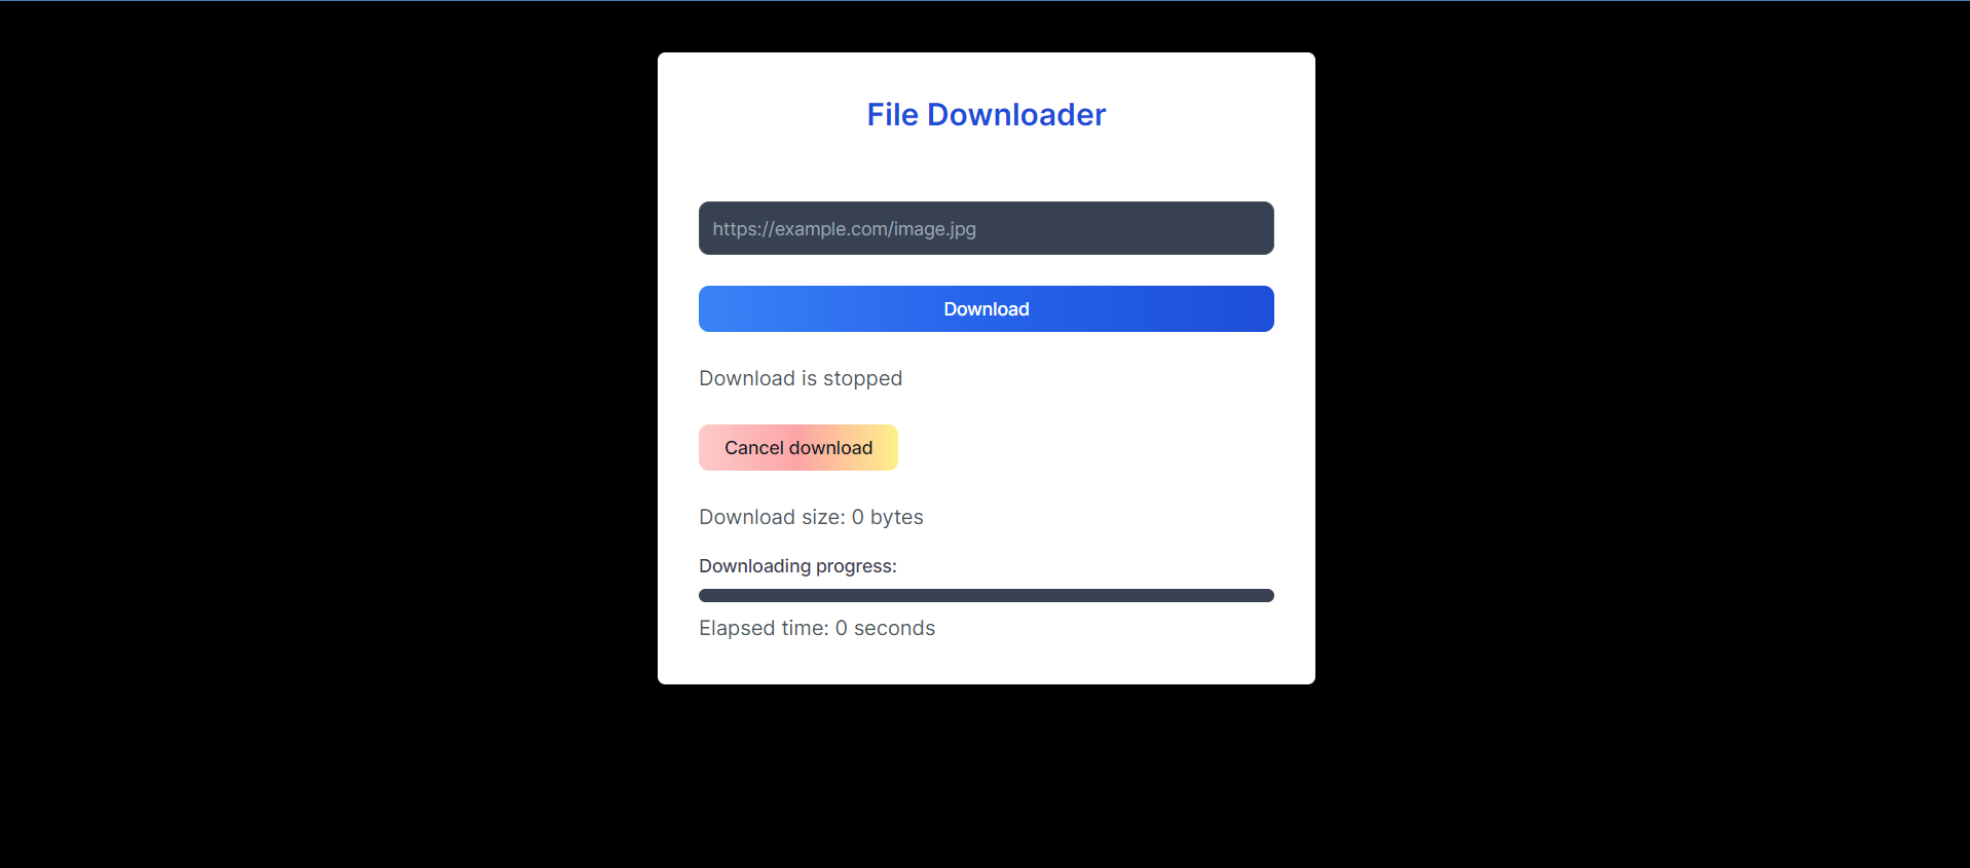 File Downloader
https://example.com/image.jpg
Download
Download is stopped
Cancel download
Download size: 0 bytes
Downloading progress:
Elapsed time: 0 seconds